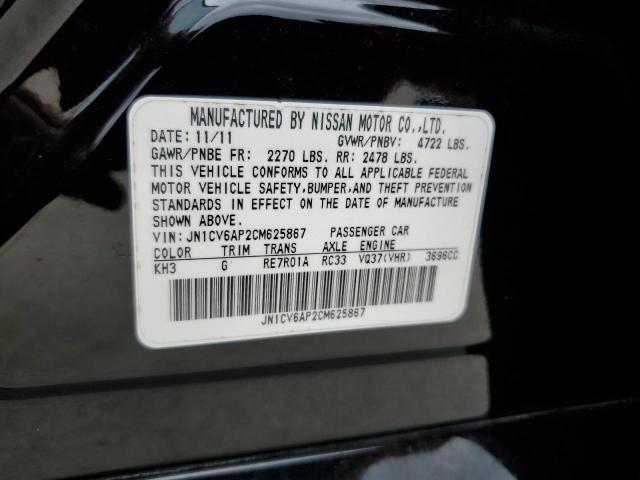 MANUFACTURED BY NISSAN MOTOR CO.,LTD.
DATE: 11/11 GVWR/PNBV: 4722 LBS.
GAWR/PNBE FR: 2270 LBS. RR: 2478 LBS.
THIS VEHICLE CONFORMS TO ALL APPLICABLE FEDERAL
MOTOR VEHICLE SAFETY,BUMPER,AND THEFT PREVENTION
STANDARDS IN EFFECT ON THE DATE OF MANUFACTURE
SHOWN ABOVE.
VIN:JN1CV6AP2CM625867 PASSENGER CAR
COLOR TRIM TRANS AXLE ENGINE
KH3 G RE7R01A RC33 VQ37(VHR) 3696CC
JN1CV6AP2CM625867